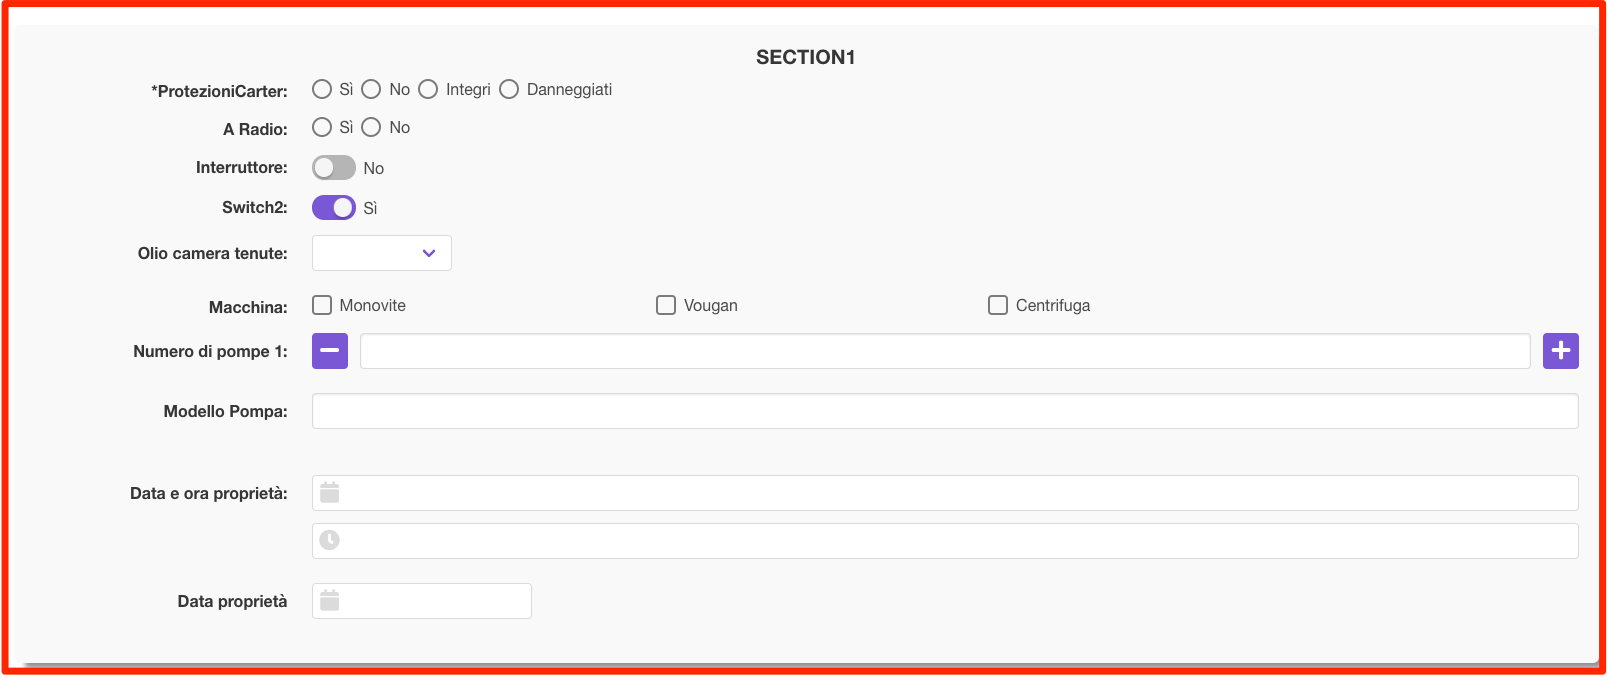 SECTION1
*ProtezioniCarter: Sì No Integri Danneggiati
A Radio: Sì No
Interruttore: No
Switch2: Sì
Olio camera tenute:
Macchina: Monovite Vougan Centrifuga
Numero di pompe 1:
Modello Pompa:
Data e ora proprietà:
Data proprietà